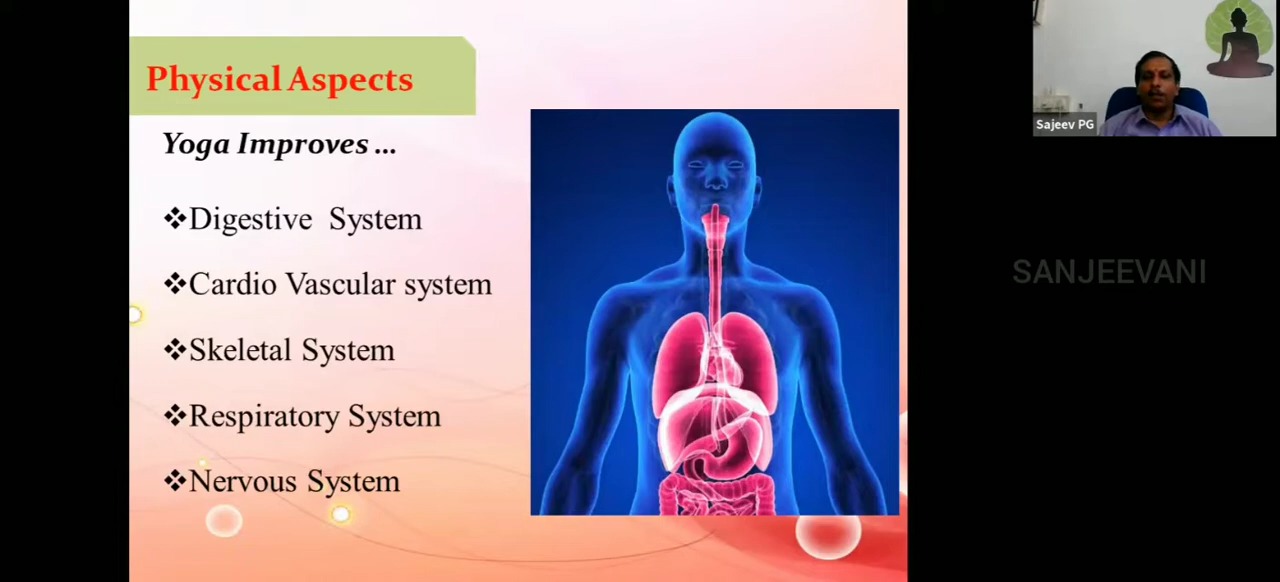 Physical Aspects
Yoga Improves ...
❖Digestive System
❖Cardio Vascular system
❖Skeletal System
❖Respiratory System
❖Nervous System
Sajeev PG
SANJEEVANI